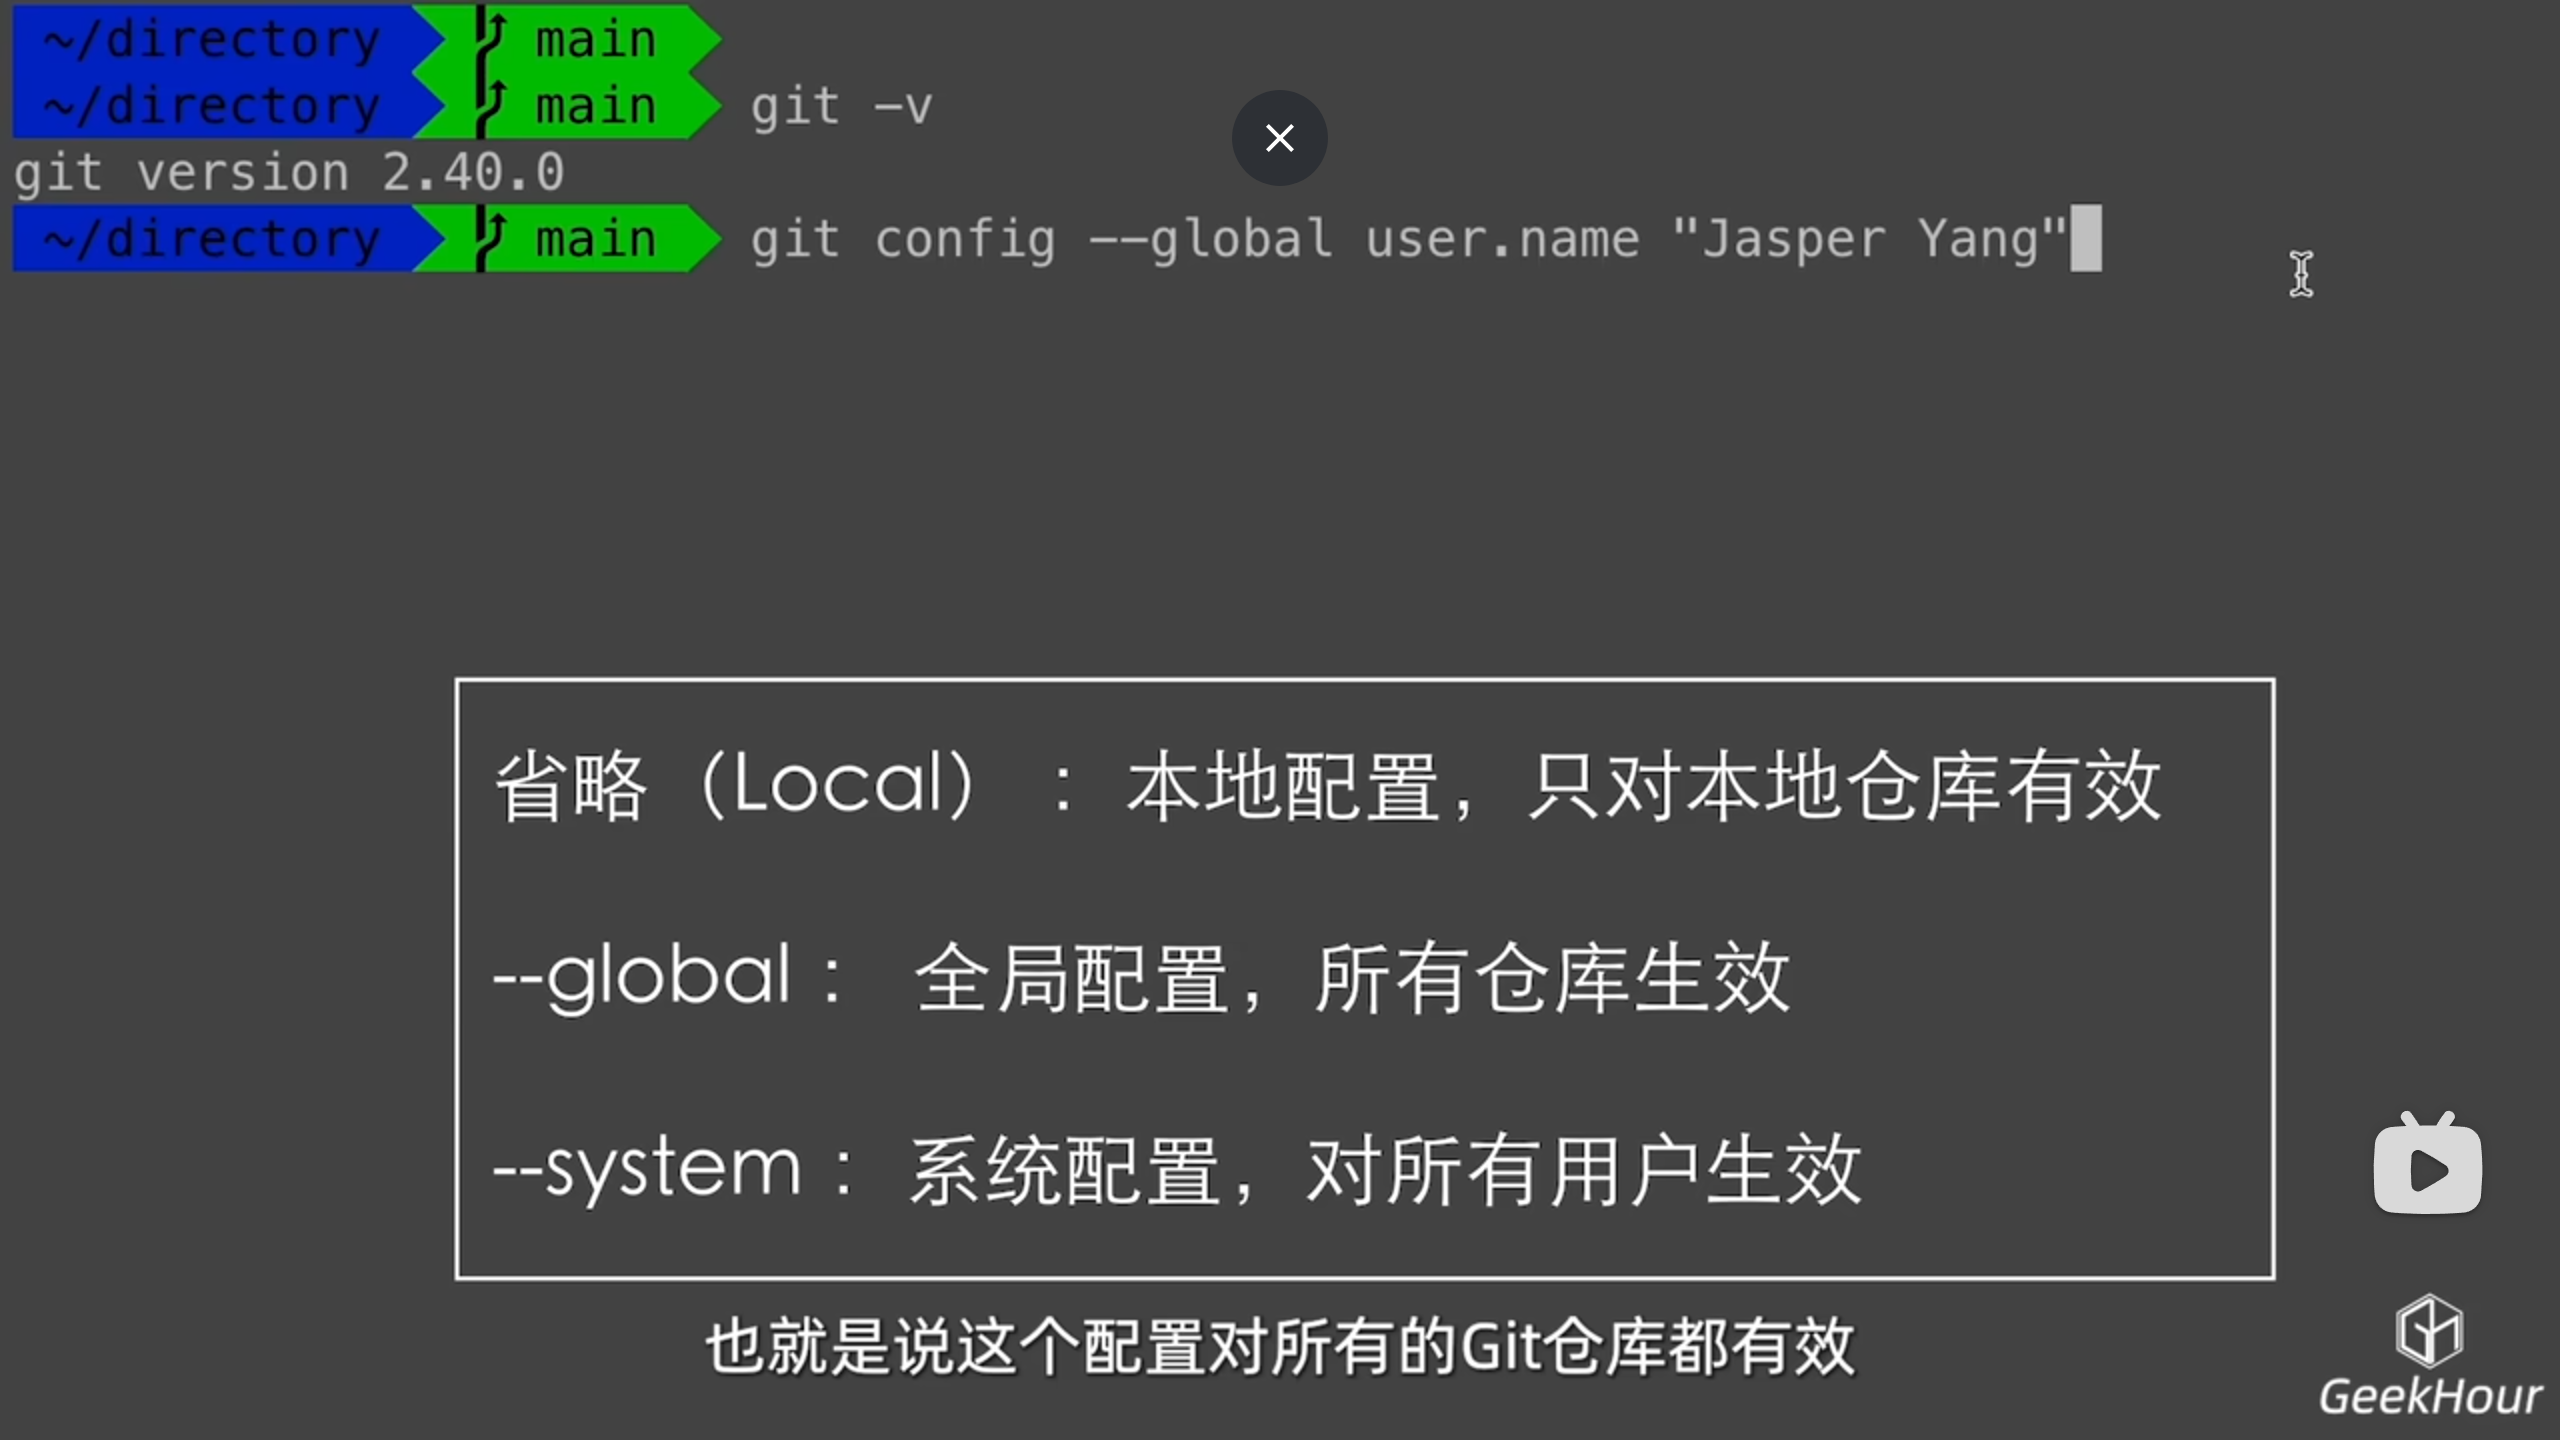 ~/directory main
~/directory main git -v
git version 2.40.0
~/directory main git config --global user.name "Jasper Yang"
省略（Local）： 本地配置，只对本地仓库有效
--global： 全局配置，所有仓库生效
--system： 系统配置，对所有用户生效
也就是说这个配置对所有的Git仓库都有效
GeekHour